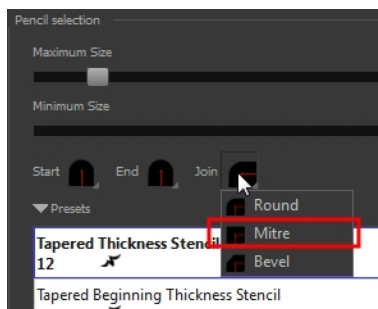 Pencil selection
Maximum Size
Minimum Size
Start End Join
Round
Presets
Mitre
Tapered Thickness Stencil
12
Bevel
Tapered Beginning Thickness Stencil